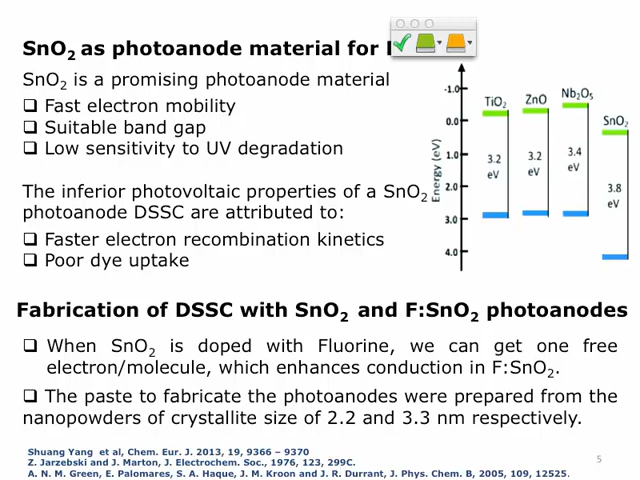 SnO2 as photoanode material for
SnO2 is a promising photoanode material
❑ Fast electron mobility
❑ Suitable band gap
❑ Low sensitivity to UV degradation
The inferior photovoltaic properties of a SnO2
photoanode DSSC are attributed to:
❑ Faster electron recombination kinetics
❑ Poor dye uptake
Energy (eV)
-1.0
0.0
1.0
2.0
3.0
4.0
TiO2
ZnO
Nb2O5
SnO2
3.2
eV
3.2
eV
3.4
eV
3.8
eV
Fabrication of DSSC with SnO2 and F:SnO2 photoanodes
❑ When SnO2 is doped with Fluorine, we can get one free
electron/molecule, which enhances conduction in F:SnO2.
❑ The paste to fabricate the photoanodes were prepared from the
nanopowders of crystallite size of 2.2 and 3.3 nm respectively.
Shuang Yang et al, Chem. Eur. J. 2013, 19, 9366 – 9370
Z. Jarzebski and J. Marton, J. Electrochem. Soc., 1976, 123, 299C.
A. N. M. Green, E. Palomares, S. A. Haque, J. M. Kroon and J. R. Durrant, J. Phys. Chem. B, 2005, 109, 12525.
5